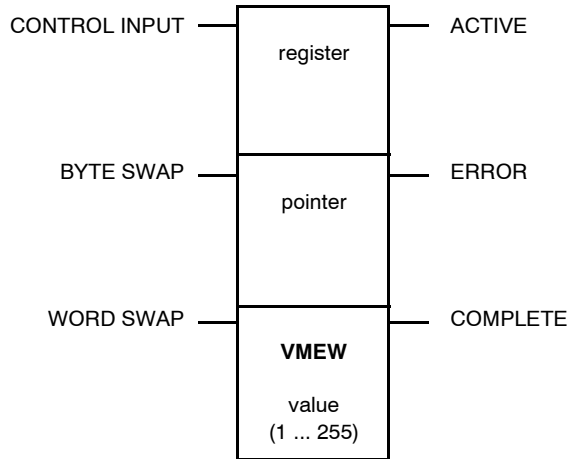 CONTROL INPUT
register
ACTIVE
BYTE SWAP
pointer
ERROR
WORD SWAP
VMEW
value
(1 ... 255)
COMPLETE